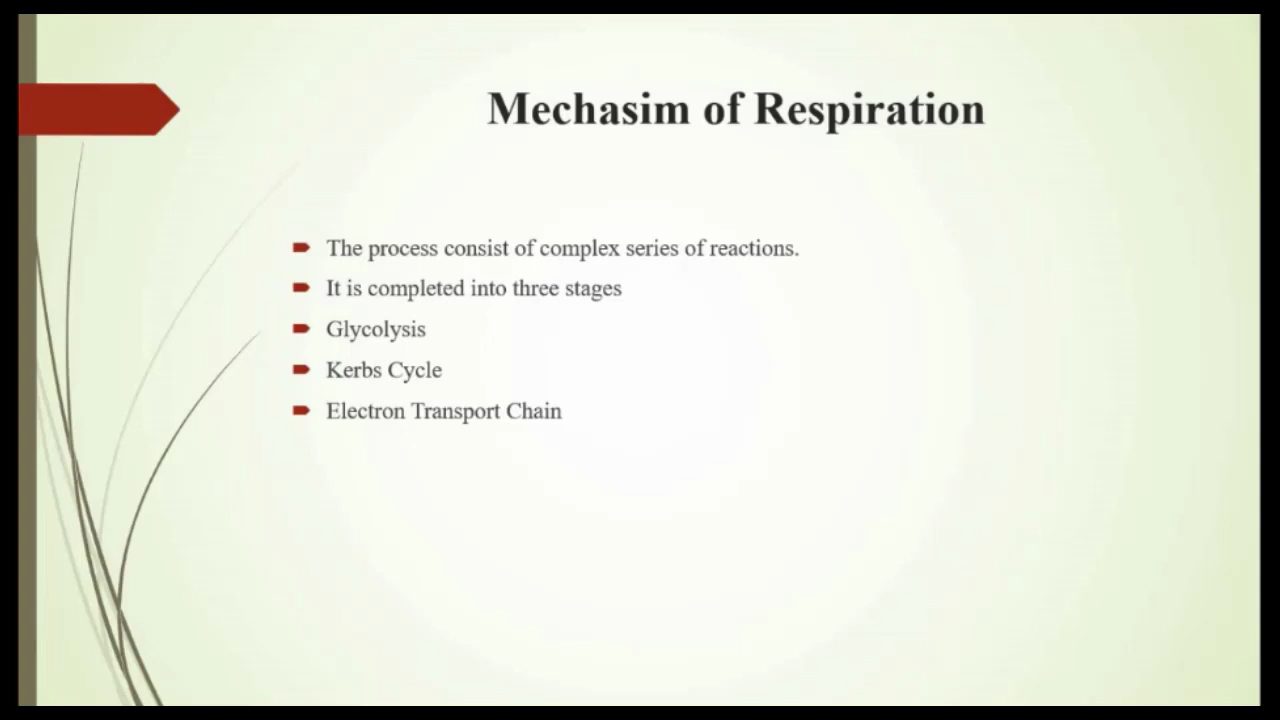 Mechasim of Respiration
The process consist of complex series of reactions.
It is completed into three stages
Glycolysis
Kerbs Cycle
Electron Transport Chain